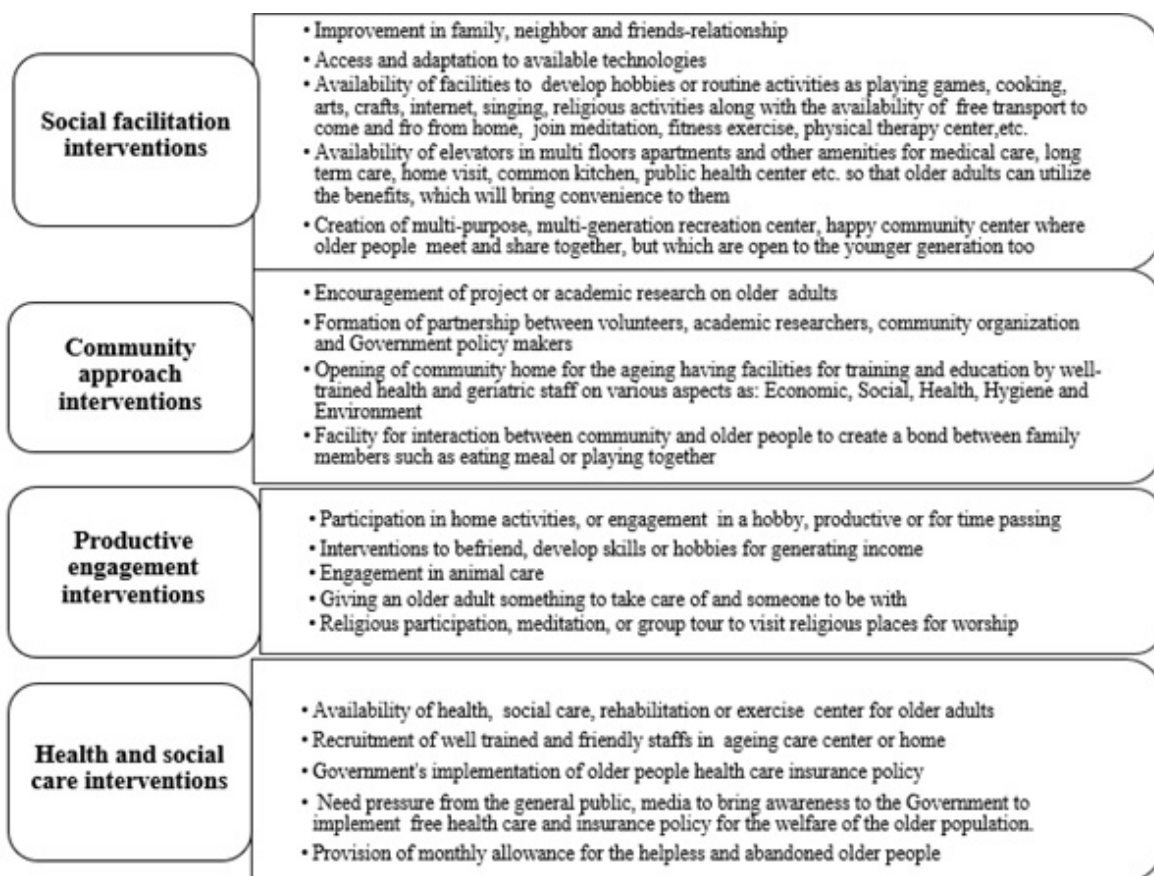 Social facilitation
interventions
• Improvement in family, neighbor and friends-relationship
• Access and adaptation to available technologies
• Availability of facilities to develop hobbies or routine activities as playing games, cooking,
arts, crafts, internet, singing, religious activities along with the availability of free transport to
come and fro from home, join meditation, fitness exercise, physical therapy center,etc.
• Availability of elevators in multi floors apartments and other amenities for medical care, long
term care, home visit, common kitchen, public health center etc. so that older adults can utilize
the benefits, which will bring convenience to them
• Creation of multi-purpose, multi-generation recreation center, happy community center where
older people meet and share together, but which are open to the younger generation too
Community
approach
interventions
• Encouragement of project or academic research on older adults
• Formation of partnership between volunteers, academic researchers, community organization
and Government policy makers
• Opening of community home for the ageing having facilities for training and education by well-
trained health and geriatric staff on various aspects as: Economic, Social, Health, Hygiene and
Environment
• Facility for interaction between community and older people to create a bond between family
members such as eating meal or playing together
Productive
engagement
interventions
• Participation in home activities, or engagement in a hobby, productive or for time passing
• Interventions to befriend, develop skills or hobbies for generating income
• Engagement in animal care
• Giving an older adult something to take care of and someone to be with
• Religious participation, meditation, or group tour to visit religious places for worship
Health and social
care interventions
• Availability of health, social care, rehabilitation or exercise center for older adults
• Recruitment of well trained and friendly staffs in ageing care center or home
• Government's implementation of older people health care insurance policy
• Need pressure from the general public, media to bring awareness to the Government to
implement free health care and insurance policy for the welfare of the older population.
• Provision of monthly allowance for the helpless and abandoned older people